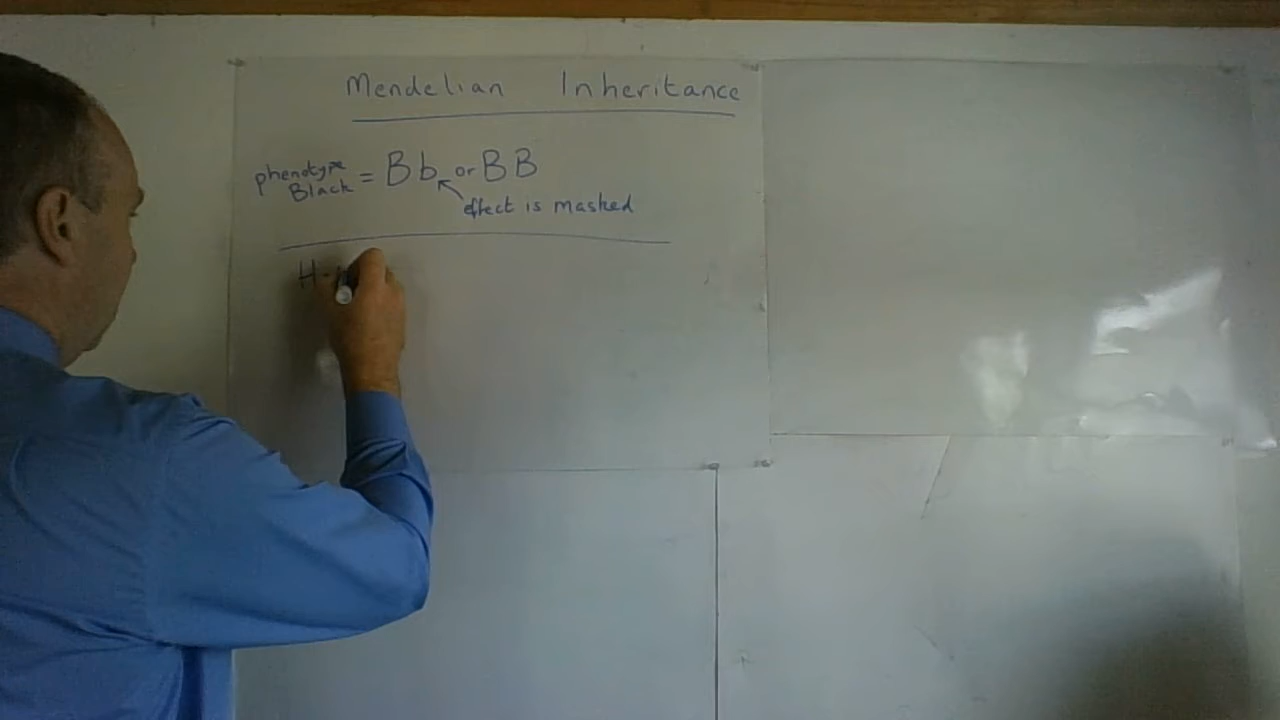 Mendelian Inheritance
phenotype Black = Bb or BB
effect is masked
H